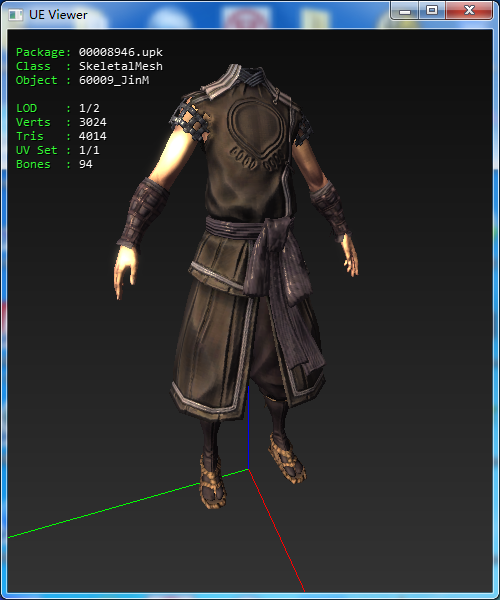 UE Viewer
Package: 00008946.upk
Class : SkeletalMesh
Object : 60009_JinM
LOD : 1/2
Verts : 3024
Tris : 4014
UV Set : 1/1
Bones : 94